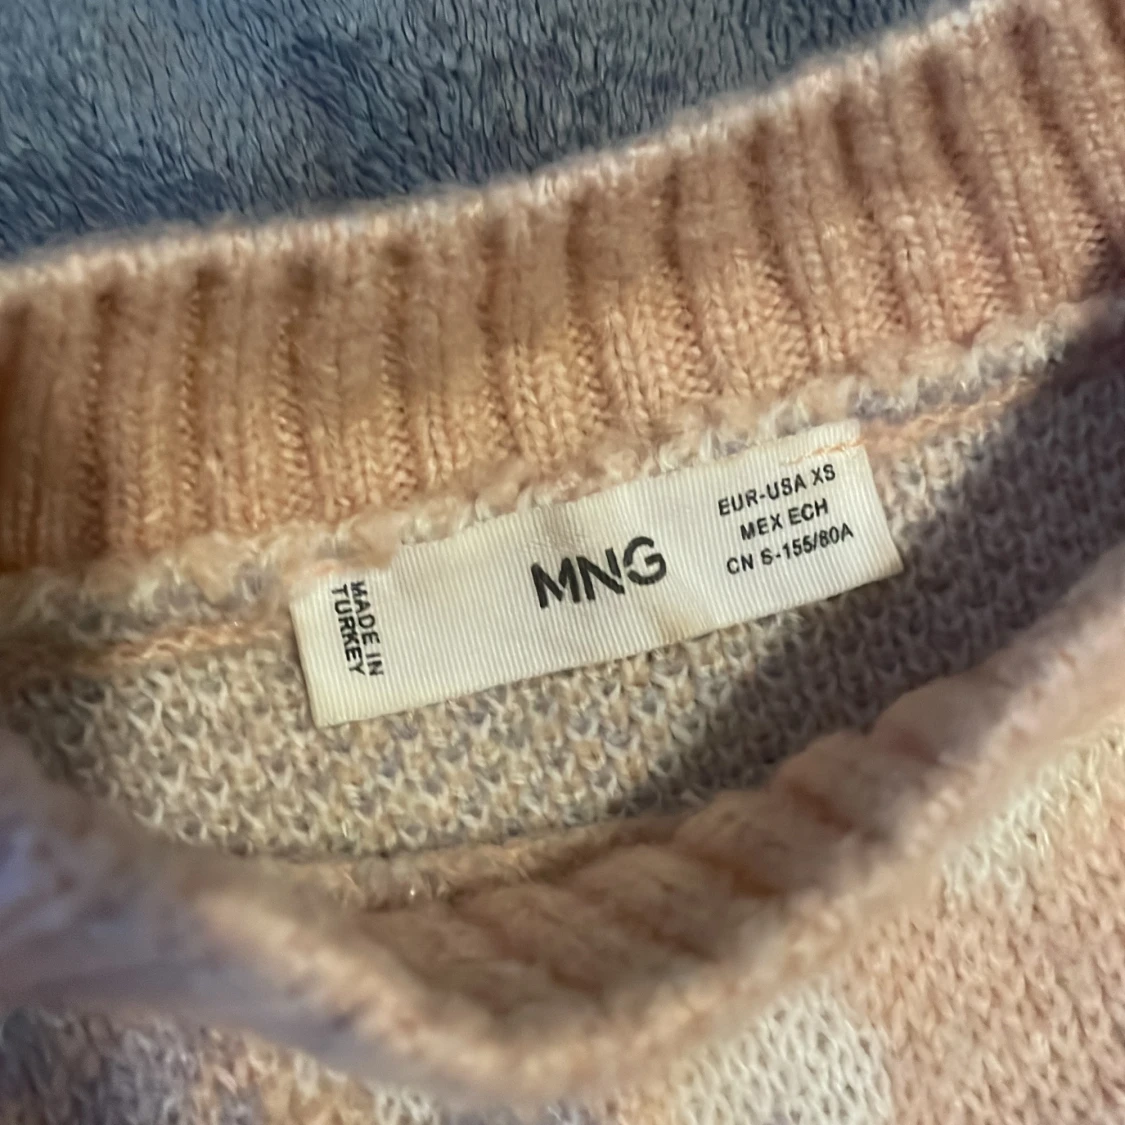 MADE IN
TURKEY
MNG
EUR-USA XS
MEX ECH
CN S-155/80A